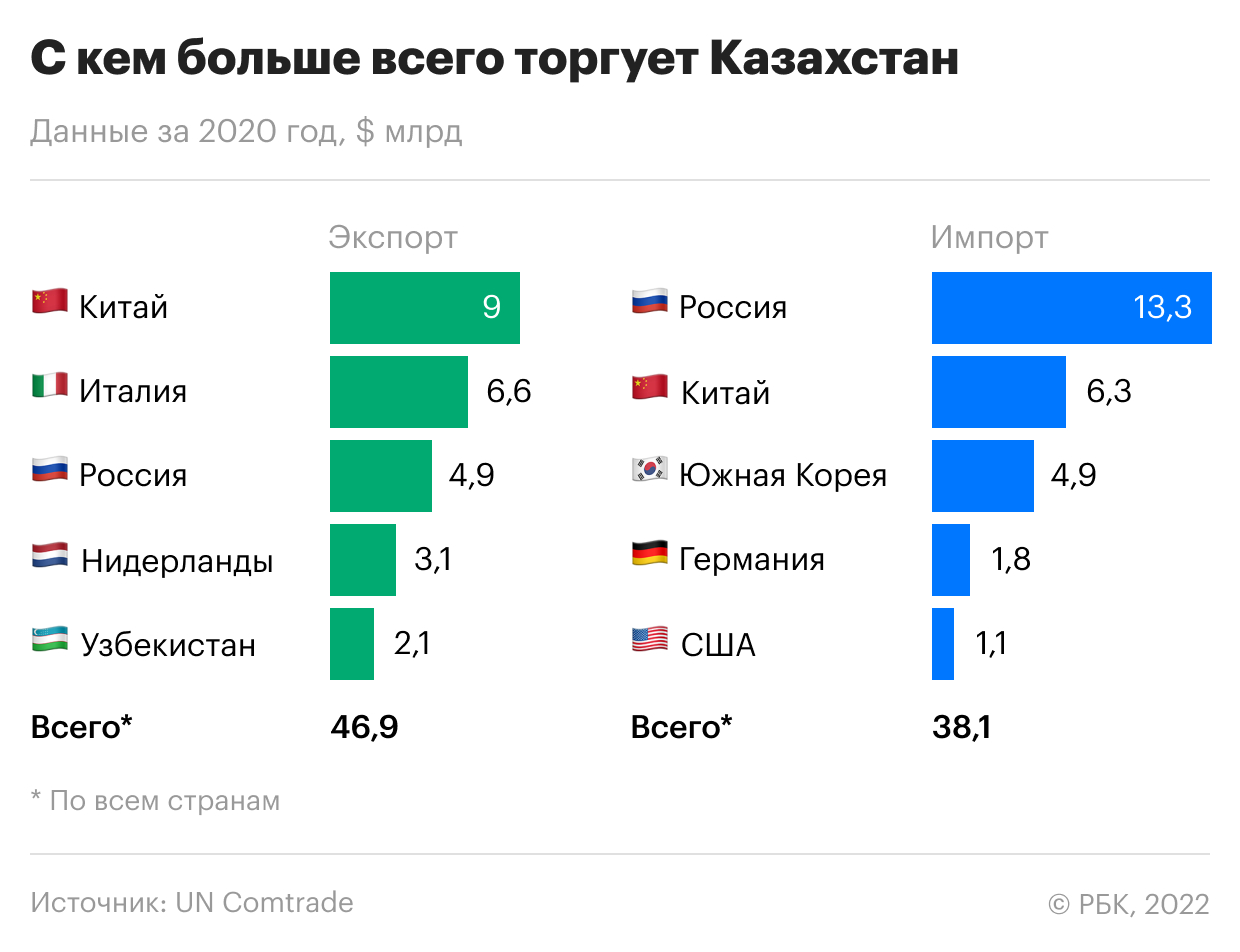 С кем больше всего торгует Казахстан
Данные за 2020 год, $ млрд
Экспорт
Китай 9
Италия 6,6
Россия 4,9
Нидерланды 3,1
Узбекистан 2,1
Всего* 46,9
Импорт
Россия 13,3
Китай 6,3
Южная Корея 4,9
Германия 1,8
США 1,1
Всего* 38,1
* По всем странам
Источник: UN Comtrade
© РБК, 2022